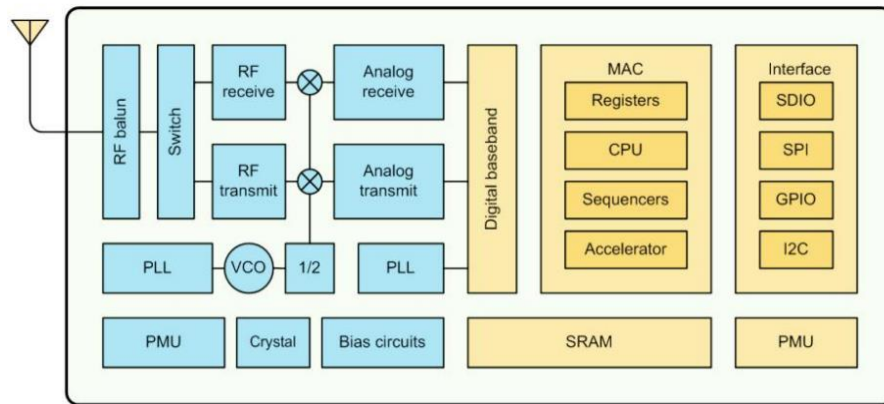 RF balun
Switch
RF
receive
Analog
receive
RF
transmit
Analog
transmit
PLL
VCO
1/2
PLL
Digital baseband
MAC
Registers
CPU
Sequencers
Accelerator
Interface
SDIO
SPI
GPIO
I2C
PMU
Crystal
Bias circuits
SRAM
PMU